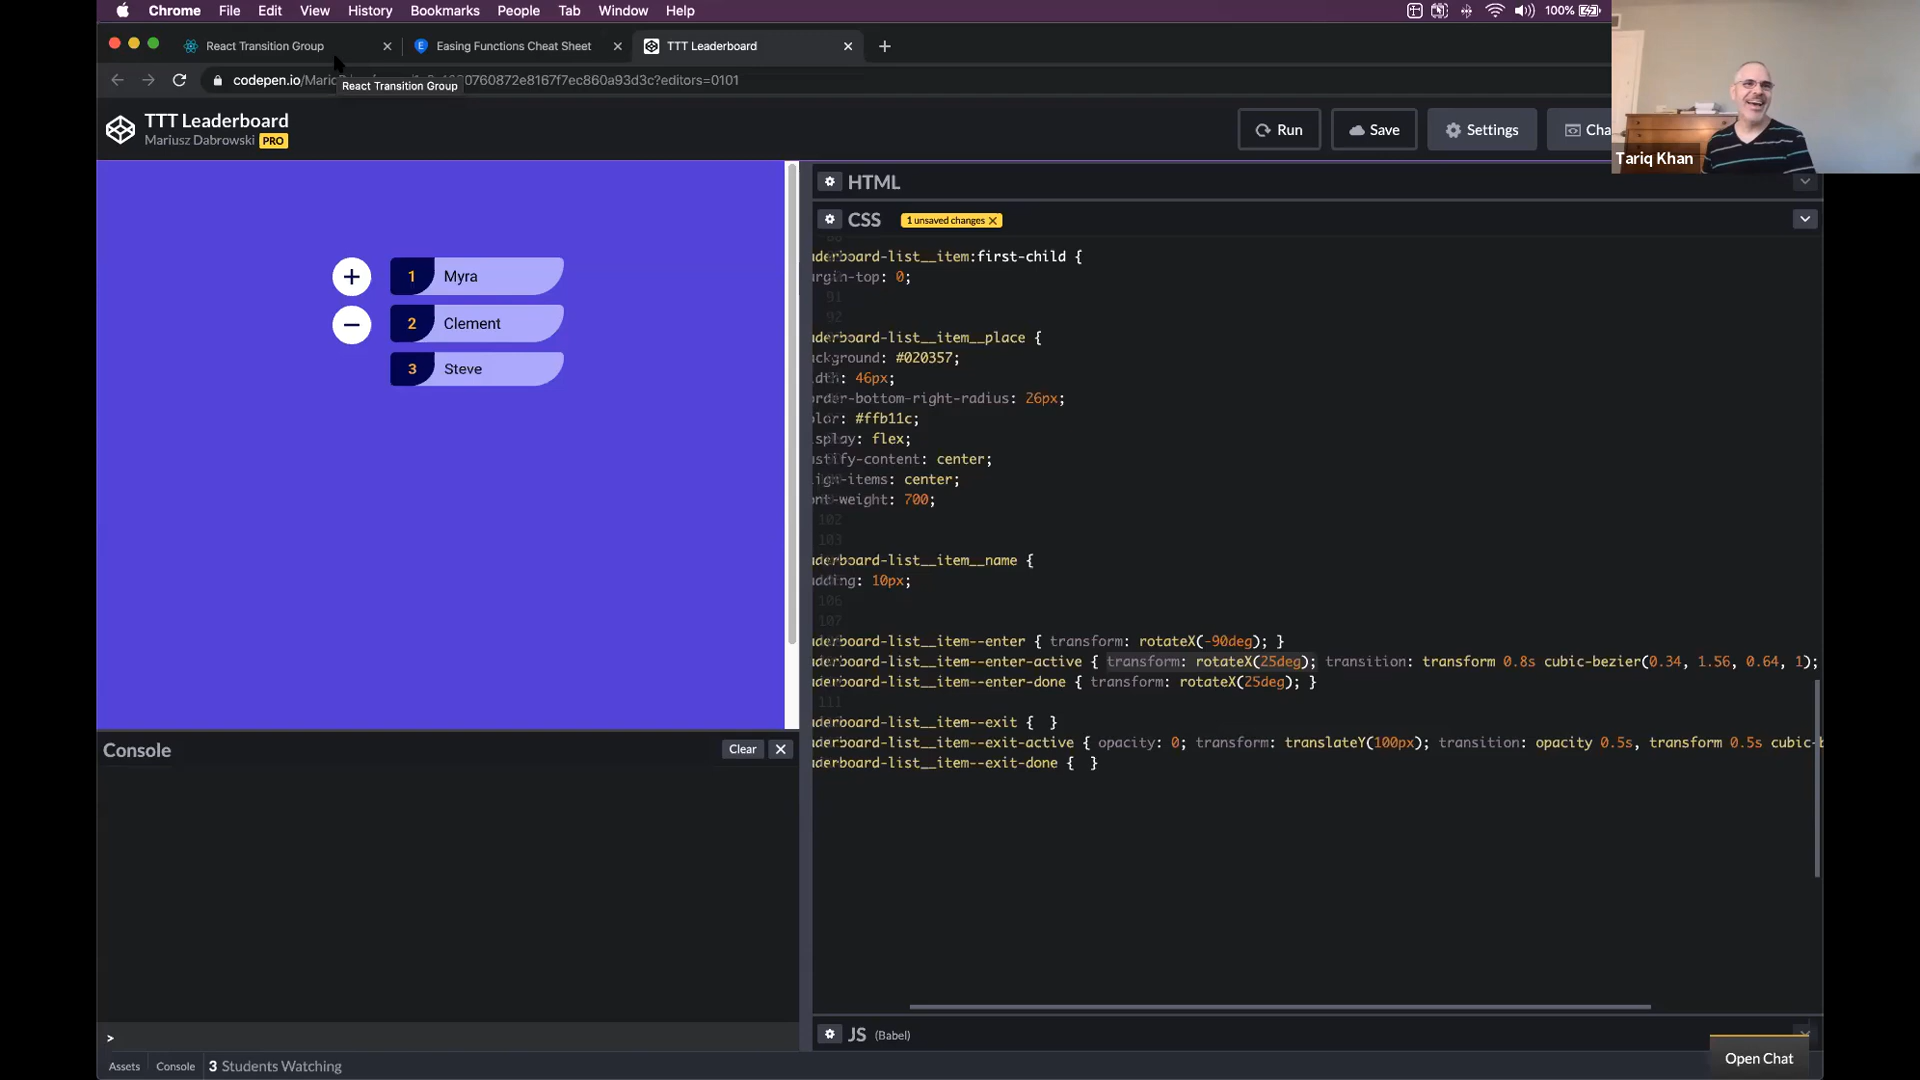 Chrome File Edit View History Bookmarks People Tab Window Help 100%
React Transition Group Easing Functions Cheat Sheet TTT Leaderboard
codepen.io/
0760872e8167f7ec860a93d3c?editors=0101
React Transition Group
TTT Leaderboard
Mariusz Dabrowski PRO
Run Save Settings Cha
Tariq Khan
HTML
CSS 1 unsaved changes
+ 1 Myra
− 2 Clement
3 Steve
aderboard-list__item:first-child {
argin-top: 0;
91
92
aderboard-list__item__place {
ackground: #020357;
idth: 46px;
order-bottom-right-radius: 26px;
olor: #ffb11c;
isplay: flex;
ustify-content: center;
lign-items: center;
ont-weight: 700;
102
103
aderboard-list__item__name {
adding: 10px;
106
107
aderboard-list__item--enter { transform: rotateX(-90deg); }
aderboard-list__item--enter-active { transform: rotateX(25deg); transition: transform 0.8s cubic-bezier(0.34, 1.56, 0.64, 1);
aderboard-list__item--enter-done { transform: rotateX(25deg); }
111
aderboard-list__item--exit { }
aderboard-list__item--exit-active { opacity: 0; transform: translateY(100px); transition: opacity 0.5s, transform 0.5s cubic-b
aderboard-list__item--exit-done { }
Console Clear
>
JS (Babel)
Assets Console 3 Students Watching
Open Chat